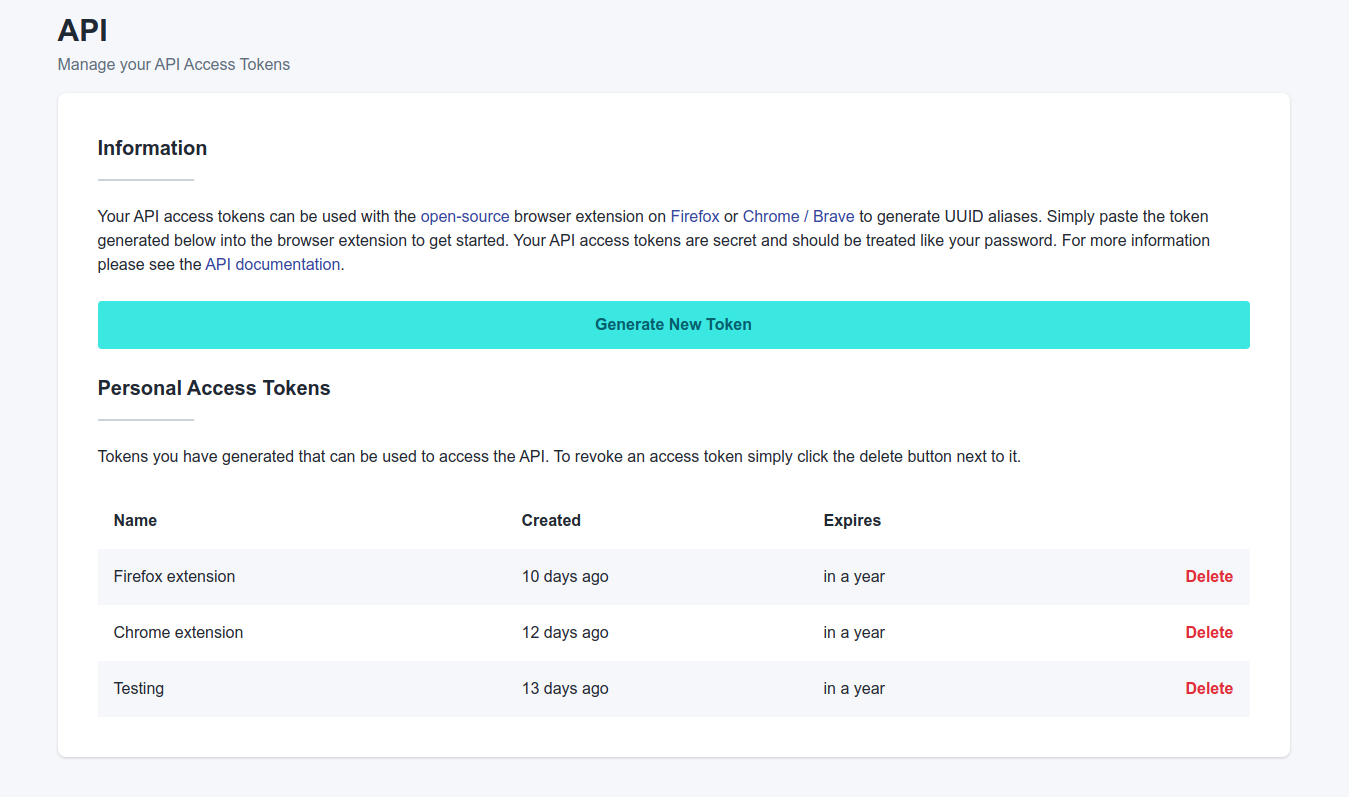 API
Manage your API Access Tokens
Information
Your API access tokens can be used with the open-source browser extension on Firefox or Chrome / Brave to generate UUID aliases. Simply paste the token
generated below into the browser extension to get started. Your API access tokens are secret and should be treated like your password. For more information
please see the API documentation.
Generate New Token
Personal Access Tokens
Tokens you have generated that can be used to access the API. To revoke an access token simply click the delete button next to it.
Name Created Expires
Firefox extension 10 days ago in a year Delete
Chrome extension 12 days ago in a year Delete
Testing 13 days ago in a year Delete